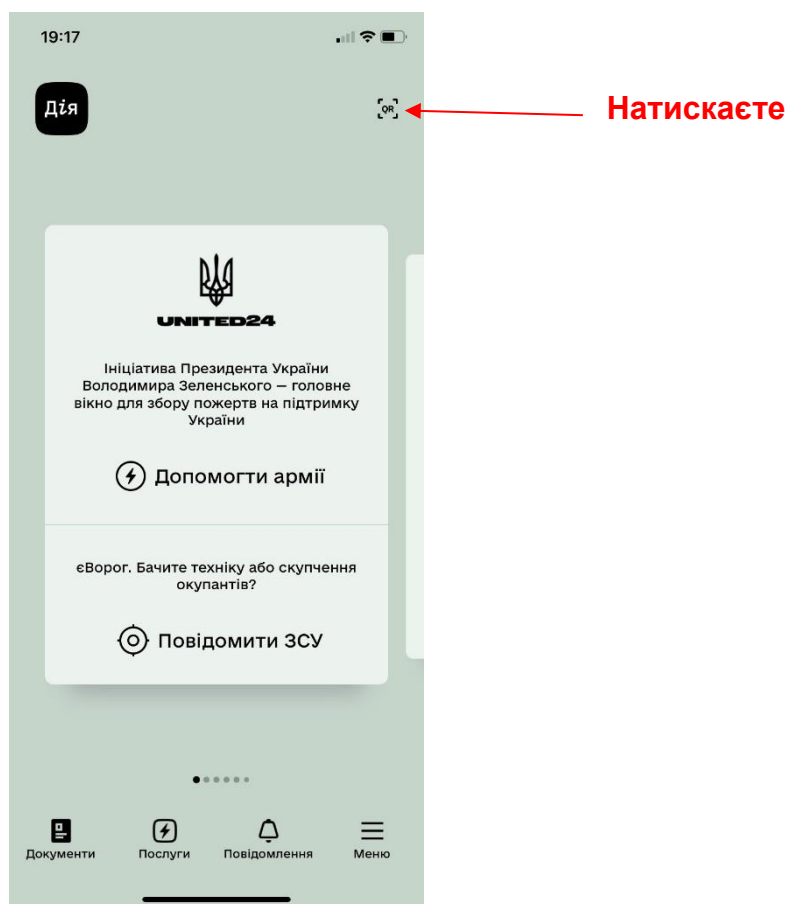 19:17
Дія
QR
Натискаєте
UNITED24
Ініціатива Президента України
Володимира Зеленського — головне
вікно для збору пожертв на підтримку
України
Допомогти армії
єВорог. Бачите техніку або скупчення
окупантів?
Повідомити ЗСУ
Документи
Послуги
Повідомлення
Меню